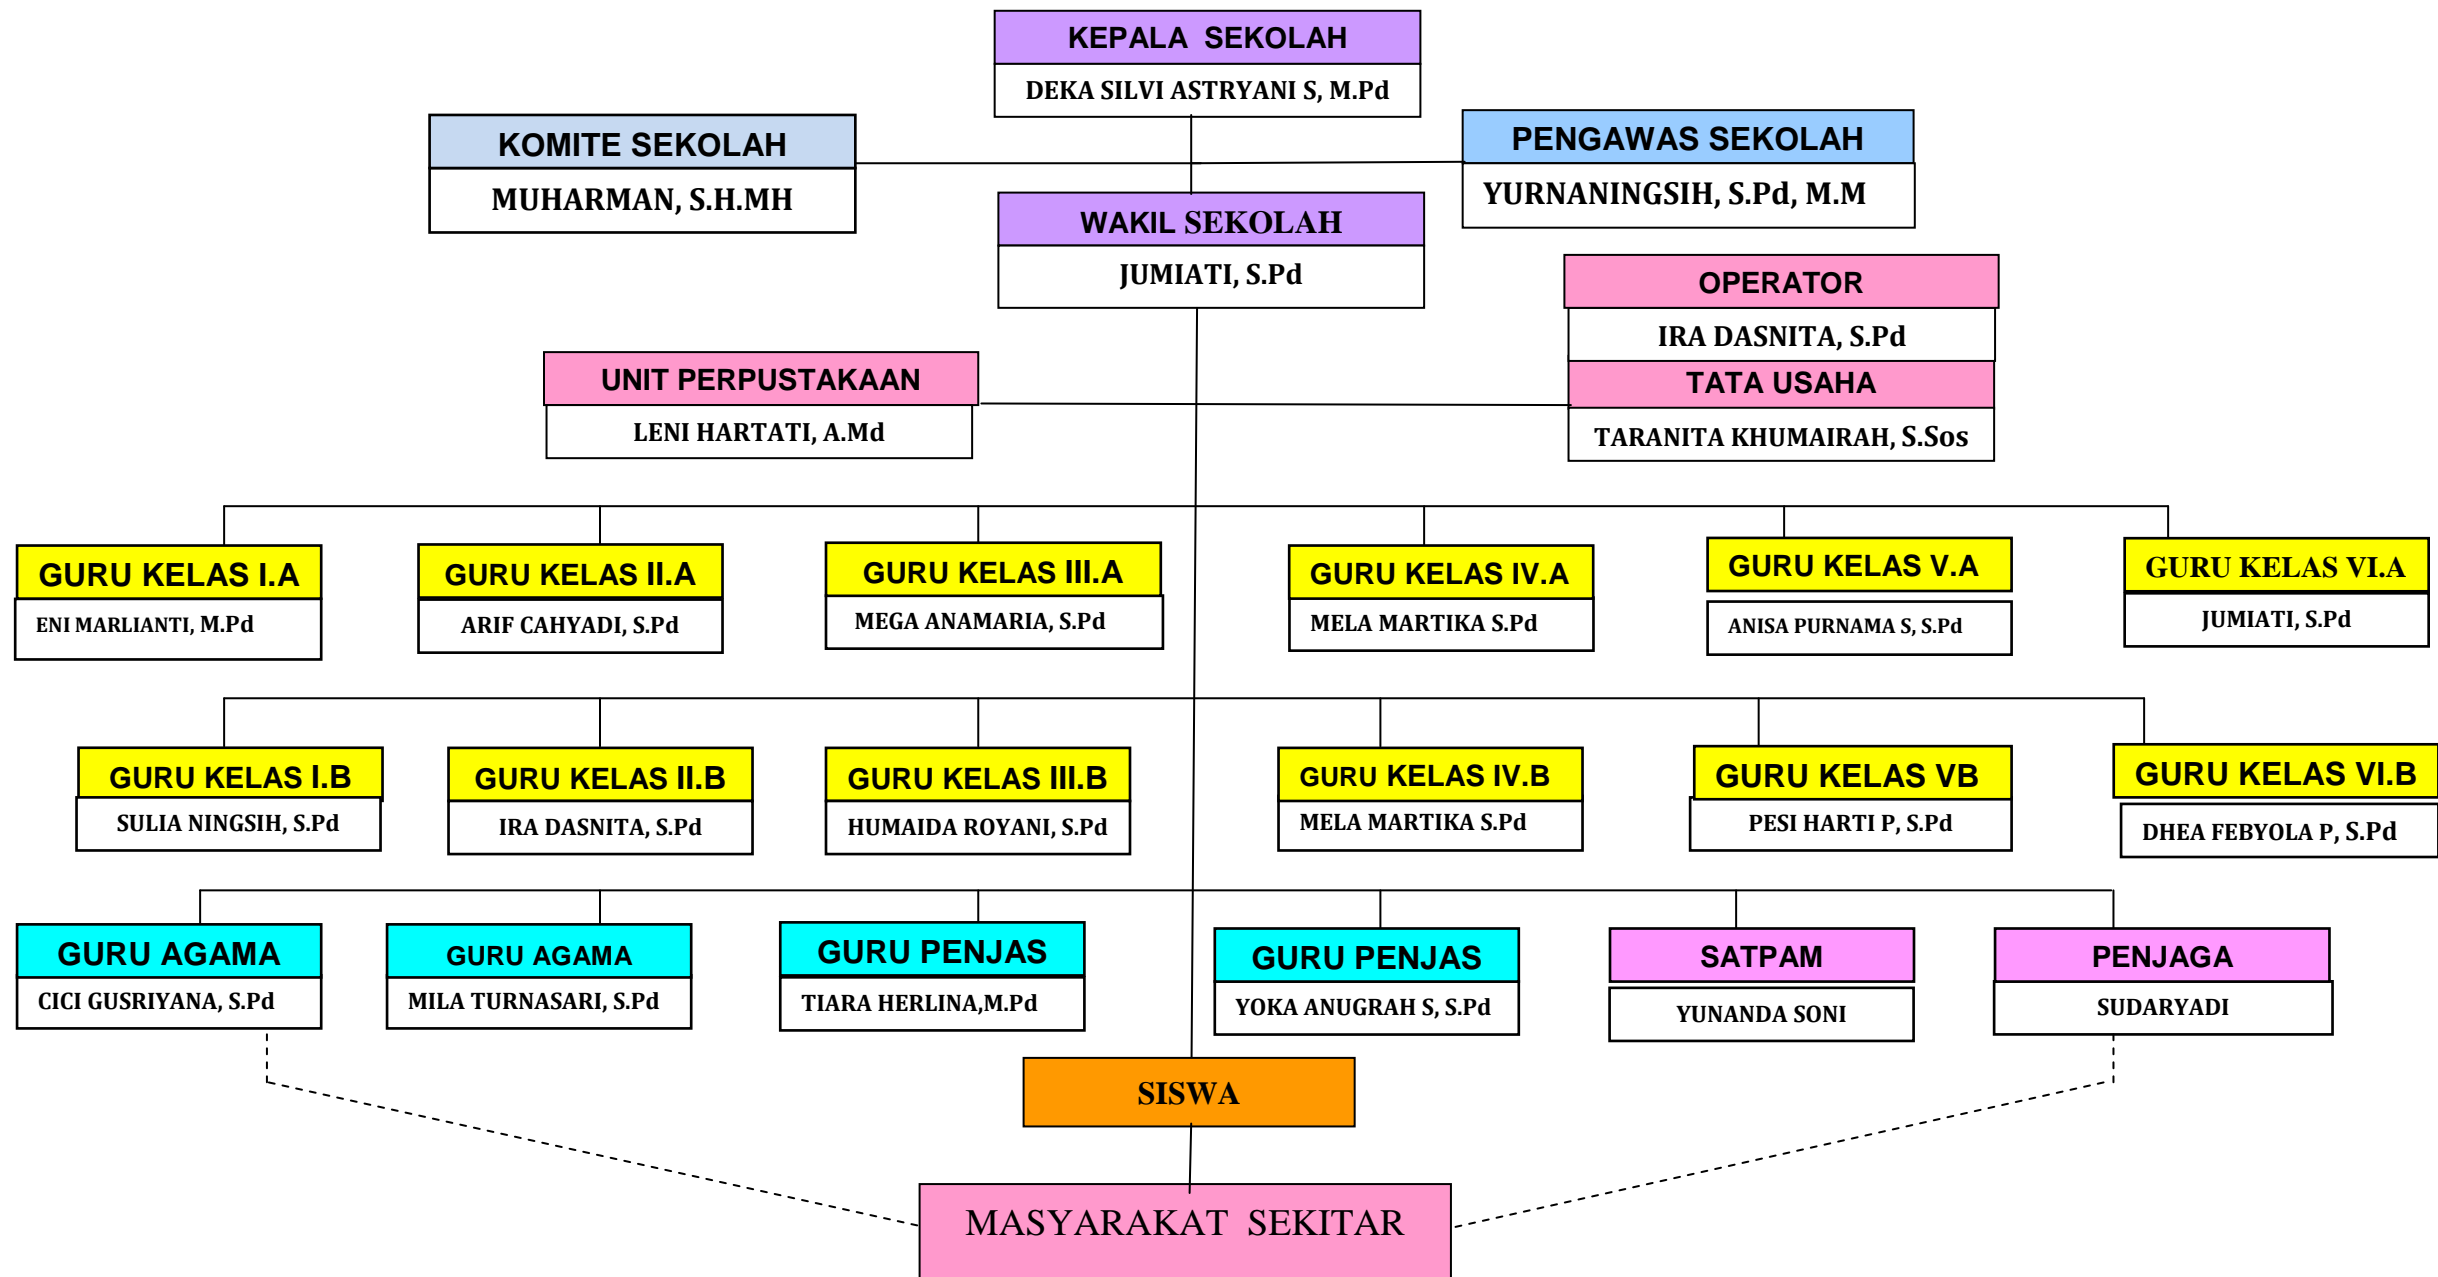 KEPALA SEKOLAH
DEKA SILVI ASTRYANI S, M.Pd
KOMITE SEKOLAH
MUHARMAN, S.H.MH
PENGAWAS SEKOLAH
YURNANINGSIH, S.Pd, M.M
WAKIL SEKOLAH
JUMIATI, S.Pd
OPERATOR
IRA DASNITA, S.Pd
UNIT PERPUSTAKAAN
LENI HARTATI, A.Md
TATA USAHA
TARANITA KHUMAIRAH, S.Sos
GURU KELAS I.A
ENI MARLIANTI, M.Pd
GURU KELAS II.A
ARIF CAHYADI, S.Pd
GURU KELAS III.A
MEGA ANAMARIA, S.Pd
GURU KELAS IV.A
MELA MARTIKA S.Pd
GURU KELAS V.A
ANISA PURNAMA S, S.Pd
GURU KELAS VI.A
JUMIATI, S.Pd
GURU KELAS I.B
SULIA NINGSIH, S.Pd
GURU KELAS II.B
IRA DASNITA, S.Pd
GURU KELAS III.B
HUMAIDA ROYANI, S.Pd
GURU KELAS IV.B
MELA MARTIKA S.Pd
GURU KELAS VB
PESI HARTI P, S.Pd
GURU KELAS VI.B
DHEA FEBYOLA P, S.Pd
GURU AGAMA
CICI GUSRIYANA, S.Pd
GURU AGAMA
MILA TURNASARI, S.Pd
GURU PENJAS
TIARA HERLINA,M.Pd
GURU PENJAS
YOKA ANUGRAH S, S.Pd
SATPAM
YUNANDA SONI
PENJAGA
SUDARYADI
SISWA
MASYARAKAT SEKITAR